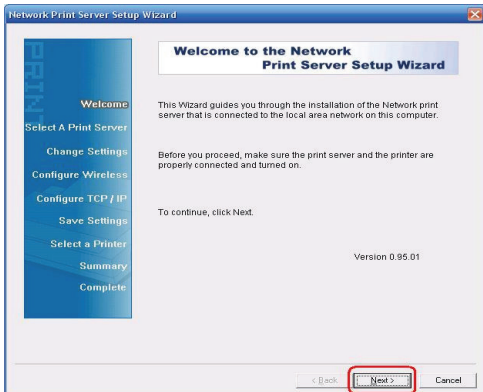 Network Print Server Setup Wizard
PRINT
Welcome to the Network
Print Server Setup Wizard
Welcome
Select A Print Server
Change Settings
Configure Wireless
Configure TCP / IP
Save Settings
Select a Printer
Summary
Complete
This Wizard guides you through the installation of the Network print
server that is connected to the local area network on this computer.
Before you proceed, make sure the print server and the printer are
properly connected and turned on.
To continue, click Next.
Version 0.95.01
< Back
Next >
Cancel